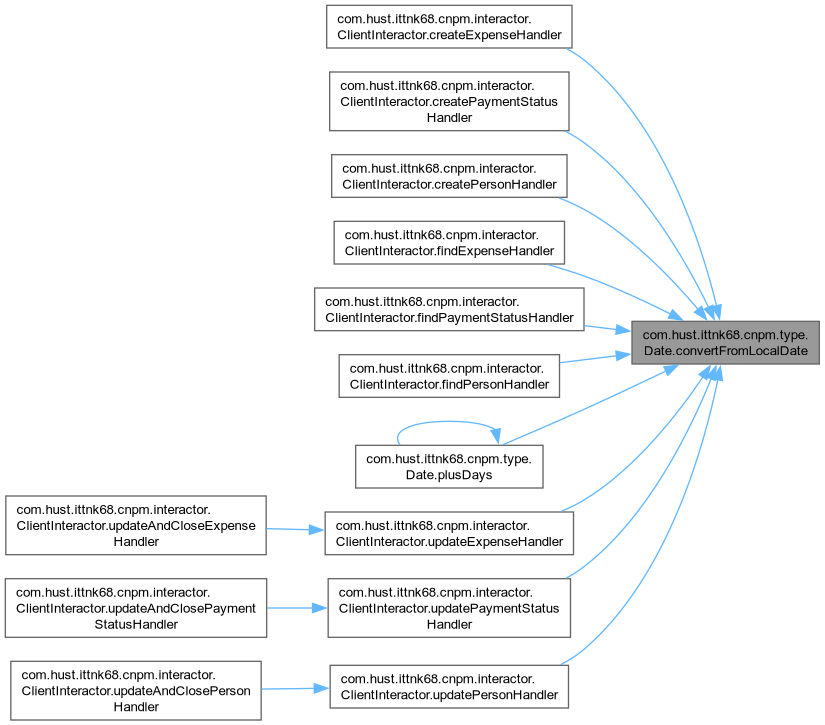 com.hust.ittnk68.cnpm.interactor.
ClientInteractor.createExpenseHandler
com.hust.ittnk68.cnpm.interactor.
ClientInteractor.createPaymentStatus
Handler
com.hust.ittnk68.cnpm.interactor.
ClientInteractor.createPersonHandler
com.hust.ittnk68.cnpm.interactor.
ClientInteractor.findExpenseHandler
com.hust.ittnk68.cnpm.interactor.
ClientInteractor.findPaymentStatusHandler
com.hust.ittnk68.cnpm.type.
Date.convertFromLocalDate
com.hust.ittnk68.cnpm.interactor.
ClientInteractor.findPersonHandler
com.hust.ittnk68.cnpm.type.
Date.plusDays
com.hust.ittnk68.cnpm.interactor.
ClientInteractor.updateAndCloseExpense
Handler
com.hust.ittnk68.cnpm.interactor.
ClientInteractor.updateExpenseHandler
com.hust.ittnk68.cnpm.interactor.
ClientInteractor.updateAndClosePayment
StatusHandler
com.hust.ittnk68.cnpm.interactor.
ClientInteractor.updatePaymentStatus
Handler
com.hust.ittnk68.cnpm.interactor.
ClientInteractor.updateAndClosePerson
Handler
com.hust.ittnk68.cnpm.interactor.
ClientInteractor.updatePersonHandler